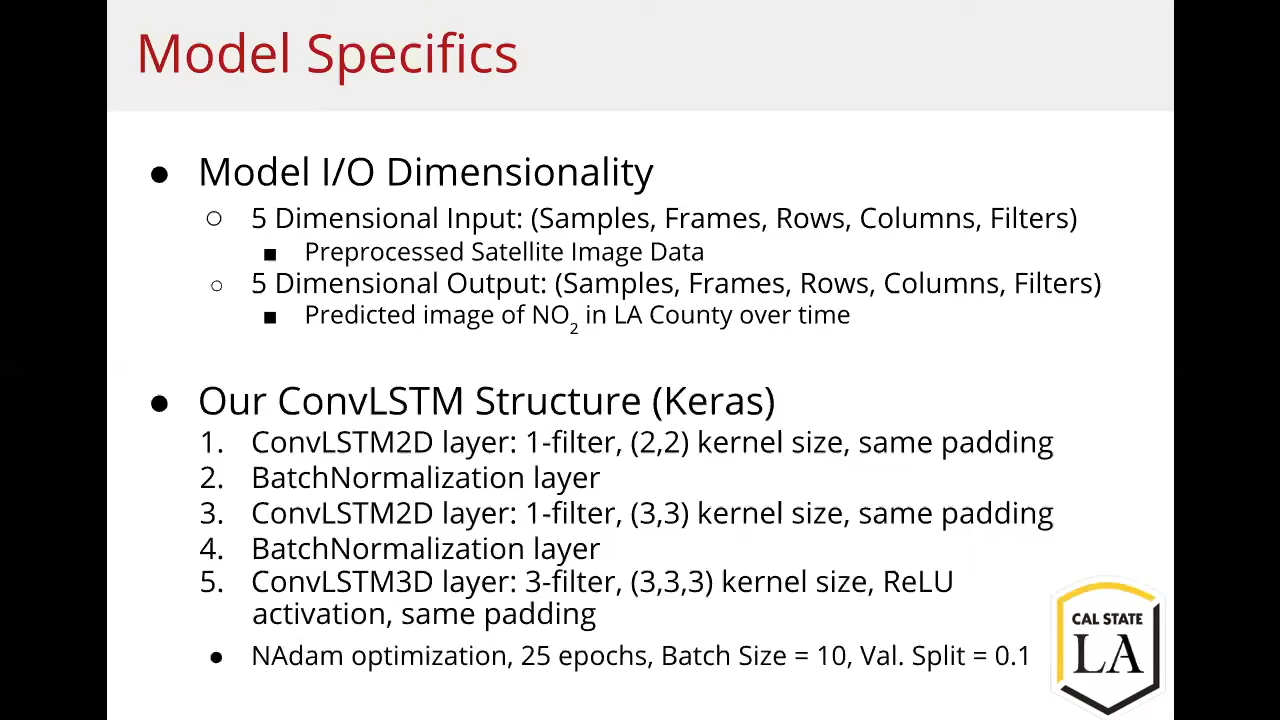 Model Specifics
● Model I/O Dimensionality
○ 5 Dimensional Input: (Samples, Frames, Rows, Columns, Filters)
■ Preprocessed Satellite Image Data
○ 5 Dimensional Output: (Samples, Frames, Rows, Columns, Filters)
■ Predicted image of NO₂ in LA County over time
● Our ConvLSTM Structure (Keras)
1. ConvLSTM2D layer: 1-filter, (2,2) kernel size, same padding
2. BatchNormalization layer
3. ConvLSTM2D layer: 1-filter, (3,3) kernel size, same padding
4. BatchNormalization layer
5. ConvLSTM3D layer: 3-filter, (3,3,3) kernel size, ReLU
activation, same padding
● NAdam optimization, 25 epochs, Batch Size = 10, Val. Split = 0.1
CAL STATE
LA